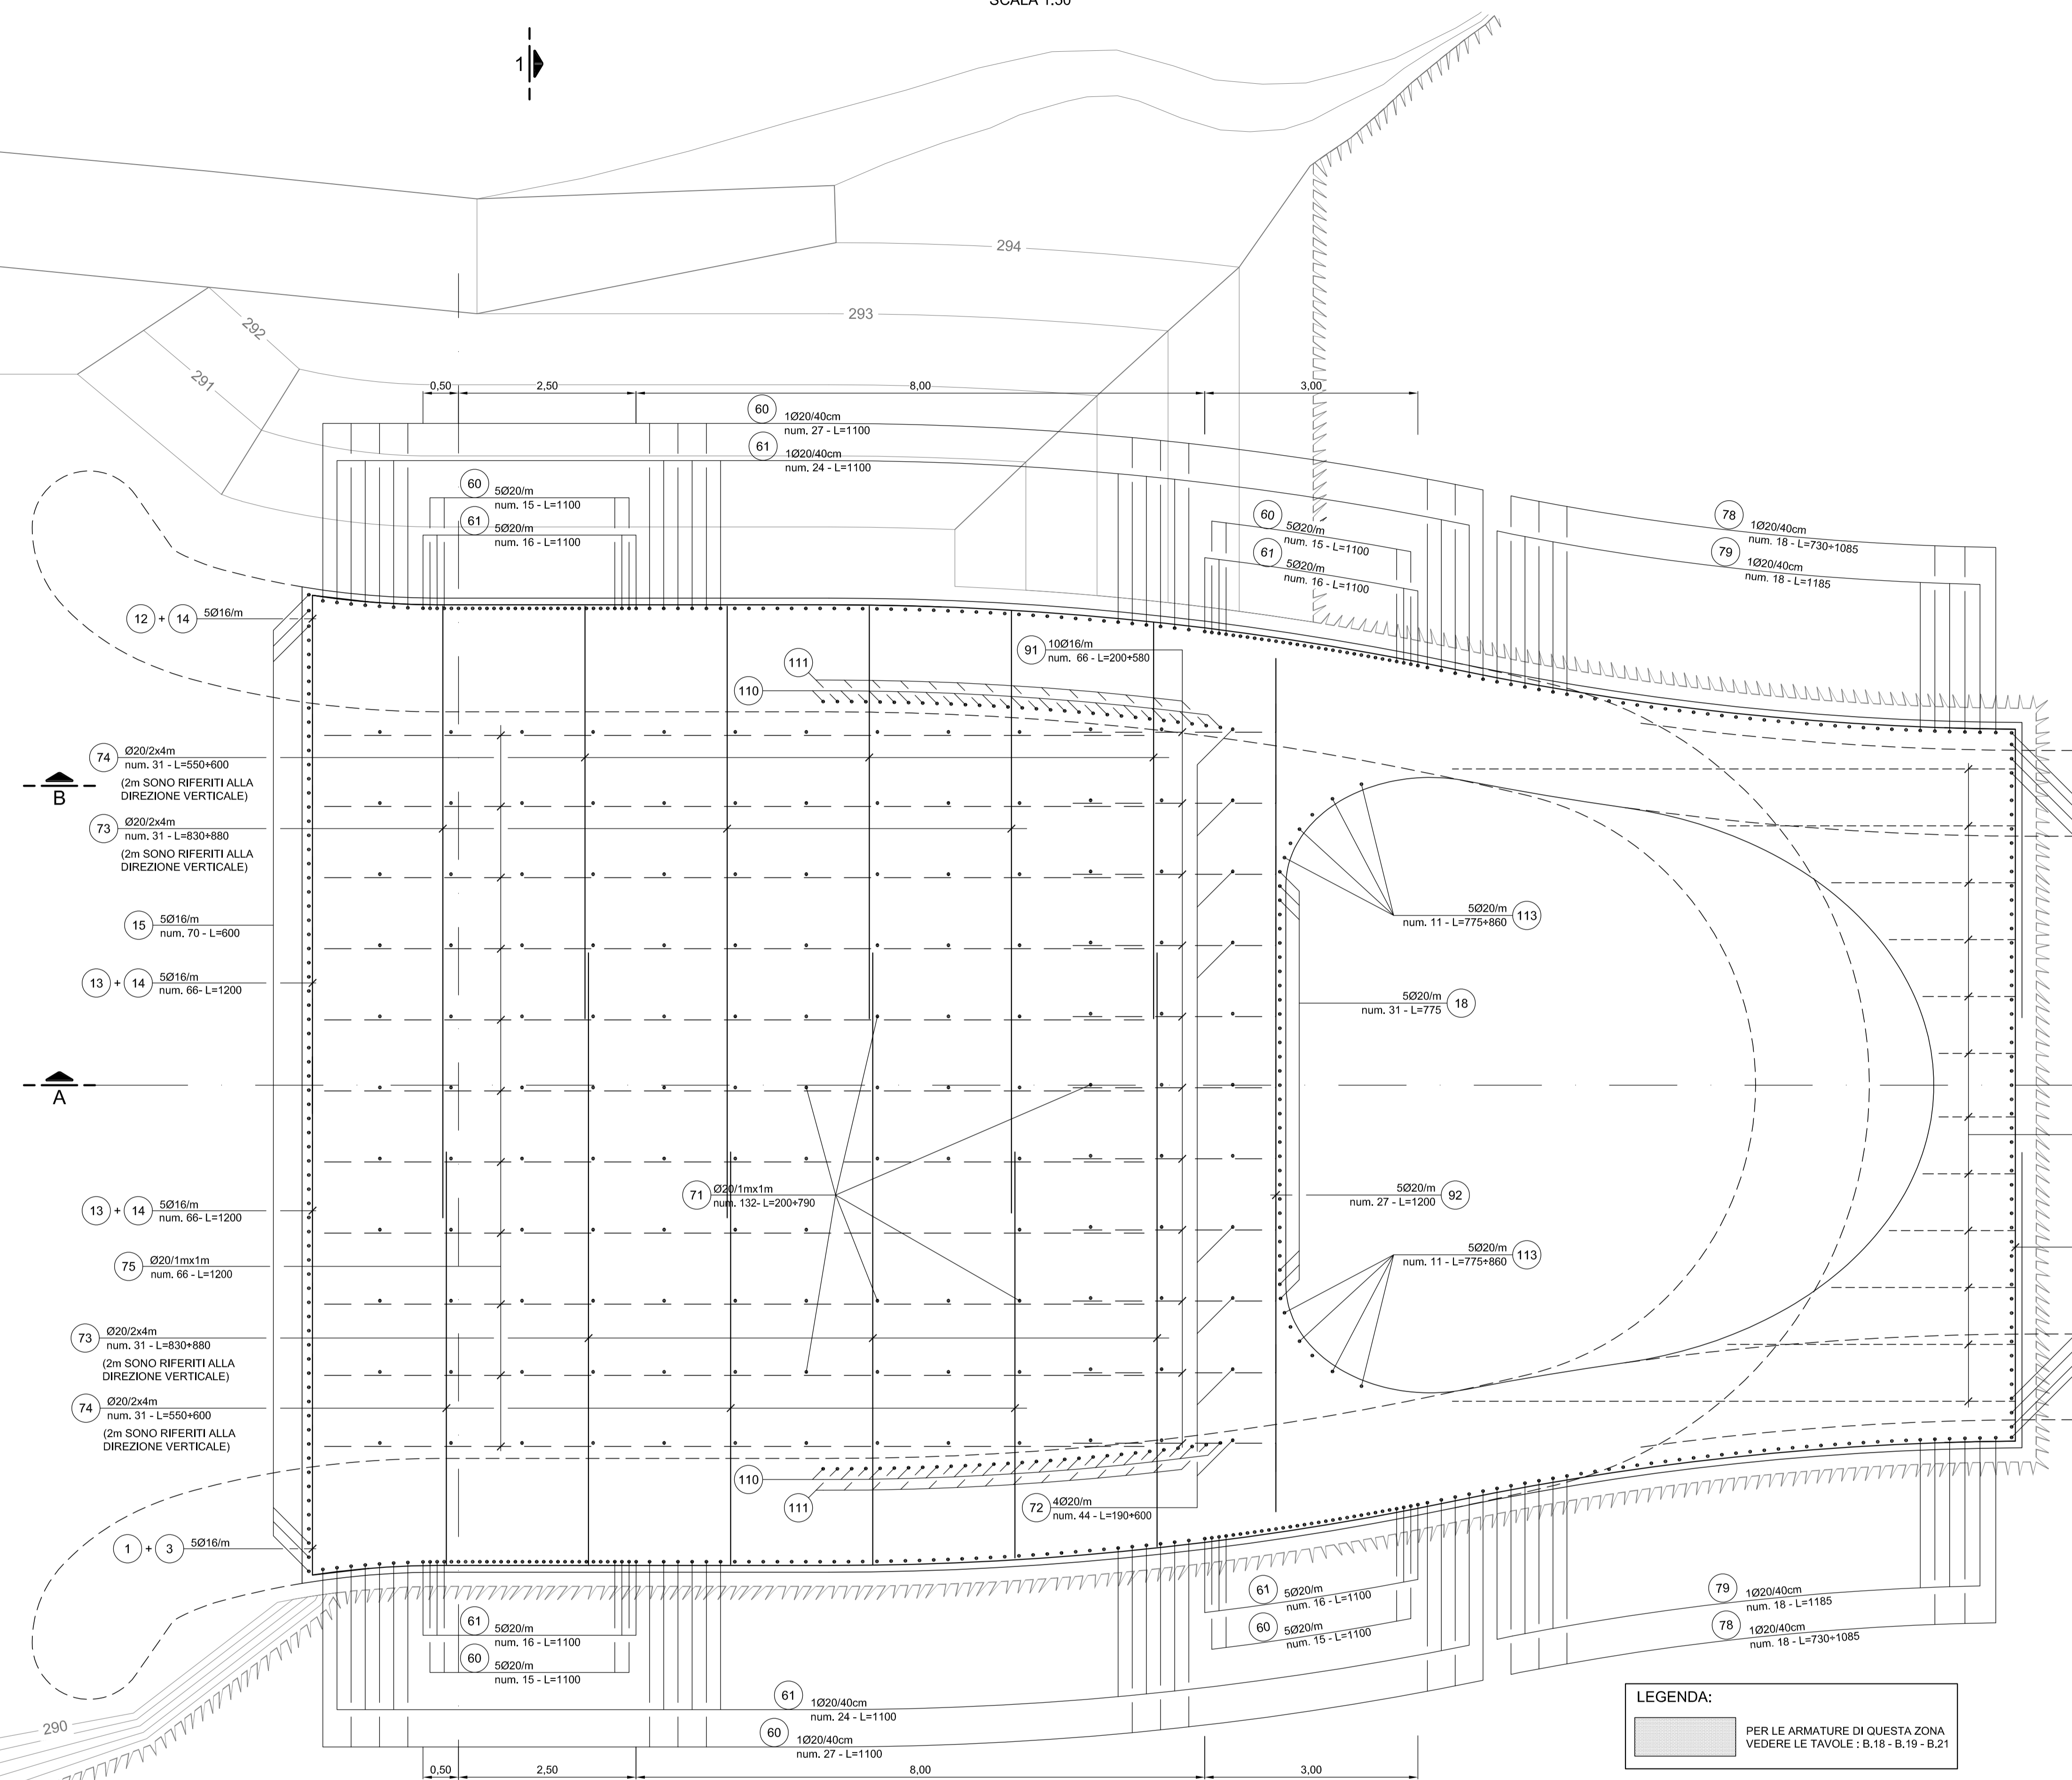 SCALA 1:50
1
294
293
292
291
0,50
2,50
8,00
3,00
60
1Ø20/40cm
num. 27 - L=1100
61
1Ø20/40cm
num. 24 - L=1100
60
5Ø20/m
num. 15 - L=1100
61
5Ø20/m
num. 16 - L=1100
60
5Ø20/m
num. 15 - L=1100
61
5Ø20/m
num. 16 - L=1100
78
1Ø20/40cm
num. 18 - L=730÷1085
79
1Ø20/40cm
num. 18 - L=1185
12 + 14 5Ø16/m
91
10Ø16/m
num. 66 - L=200÷580
111
110
74
Ø20/2x4m
num. 31 - L=550÷600
(2m SONO RIFERITI ALLA
DIREZIONE VERTICALE)
B
73
Ø20/2x4m
num. 31 - L=830÷880
(2m SONO RIFERITI ALLA
DIREZIONE VERTICALE)
15
5Ø16/m
num. 70 - L=600
5Ø20/m
num. 11 - L=775÷860
113
13 + 14
5Ø16/m
num. 66- L=1200
5Ø20/m
num. 31 - L=775
18
A
71
Ø20/1mx1m
num. 132- L=200÷790
5Ø20/m
num. 27 - L=1200
92
13 + 14
5Ø16/m
num. 66- L=1200
75
Ø20/1mx1m
num. 66 - L=1200
5Ø20/m
num. 11 - L=775÷860
113
73
Ø20/2x4m
num. 31 - L=830÷880
(2m SONO RIFERITI ALLA
DIREZIONE VERTICALE)
74
Ø20/2x4m
num. 31 - L=550÷600
(2m SONO RIFERITI ALLA
DIREZIONE VERTICALE)
110
111
72
4Ø20/m
num. 44 - L=190÷600
1 + 3 5Ø16/m
61
5Ø20/m
num. 16 - L=1100
60
5Ø20/m
num. 15 - L=1100
61
5Ø20/m
num. 16 - L=1100
60
5Ø20/m
num. 15 - L=1100
79
1Ø20/40cm
num. 18 - L=1185
78
1Ø20/40cm
num. 18 - L=730÷1085
61
1Ø20/40cm
num. 24 - L=1100
60
1Ø20/40cm
num. 27 - L=1100
290
0,50
2,50
8,00
3,00
LEGENDA:
PER LE ARMATURE DI QUESTA ZONA
VEDERE LE TAVOLE : B.18 - B.19 - B.21